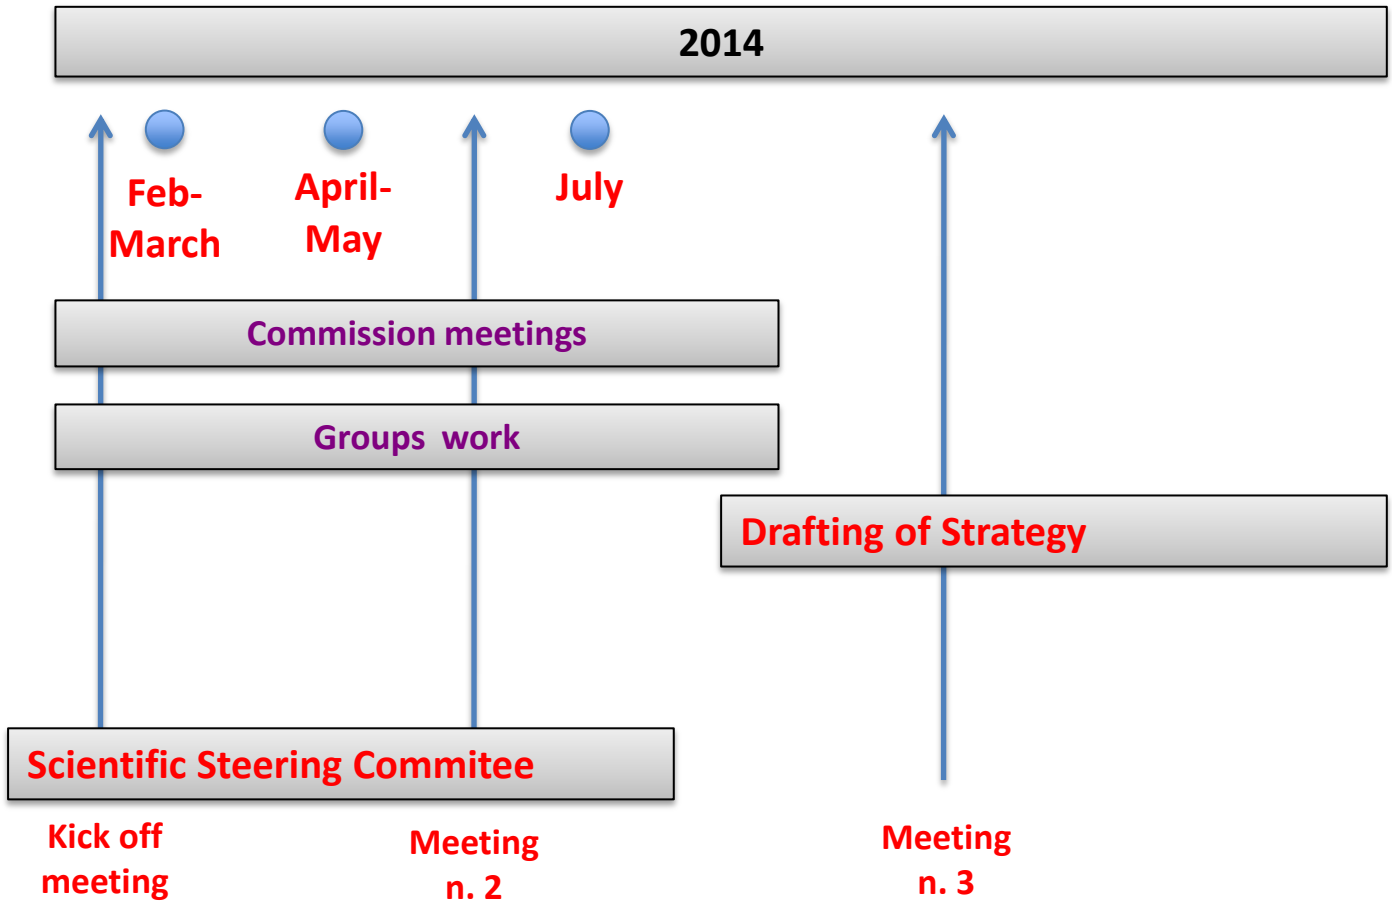 2014
Feb-
March
April-
May
July
Commission meetings
Groups work
Drafting of Strategy
Scientific Steering Commitee
Kick off
meeting
Meeting
n. 2
Meeting
n. 3